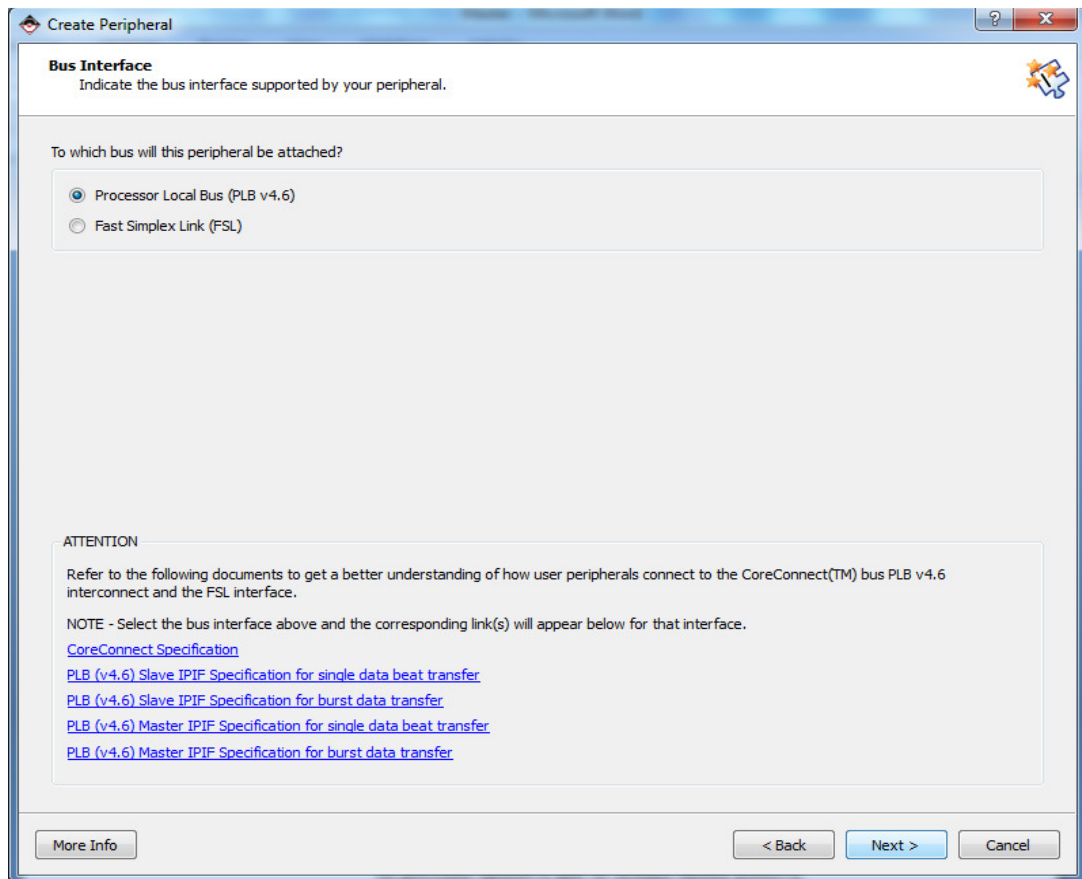 Create Peripheral
Bus Interface
Indicate the bus interface supported by your peripheral.
To which bus will this peripheral be attached?
Processor Local Bus (PLB v4.6)
Fast Simplex Link (FSL)
ATTENTION
Refer to the following documents to get a better understanding of how user peripherals connect to the CoreConnect(TM) bus PLB v4.6
interconnect and the FSL interface.
NOTE - Select the bus interface above and the corresponding link(s) will appear below for that interface.
CoreConnect Specification
PLB (v4.6) Slave IPIF Specification for single data beat transfer
PLB (v4.6) Slave IPIF Specification for burst data transfer
PLB (v4.6) Master IPIF Specification for single data beat transfer
PLB (v4.6) Master IPIF Specification for burst data transfer
More Info
< Back
Next >
Cancel